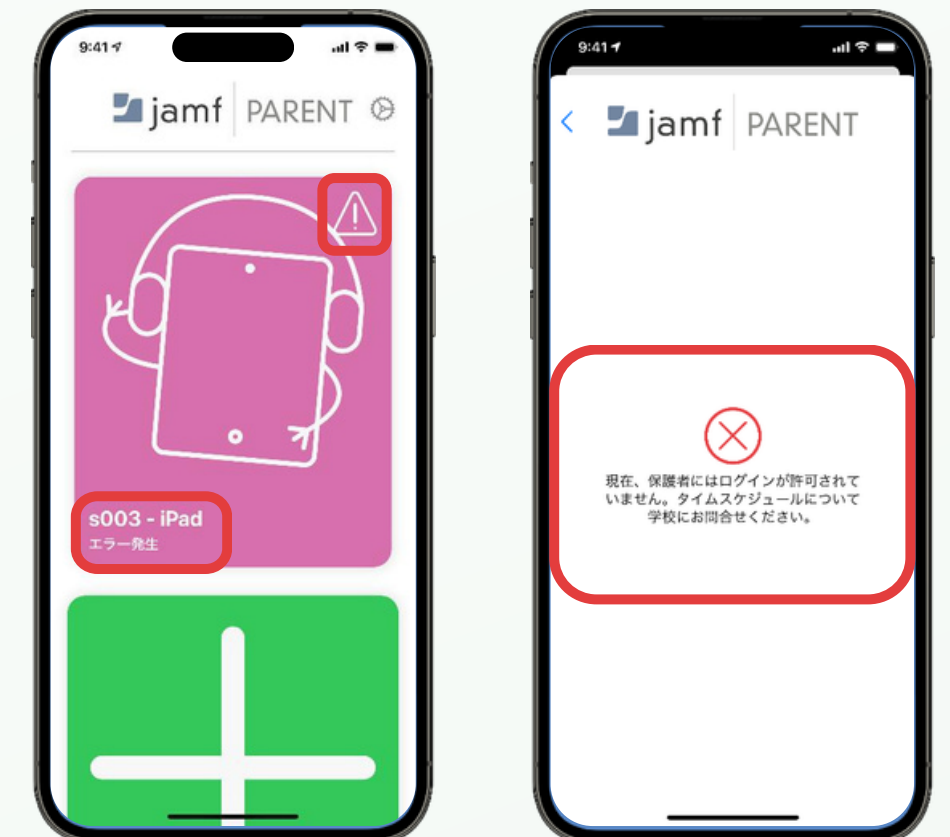 9:41
jamf PARENT
s003 - iPad
エラー発生
9:41
jamf PARENT
現在、保護者にはログインが許可されて
いません。タイムスケジュールについて
学校にお問合せください。